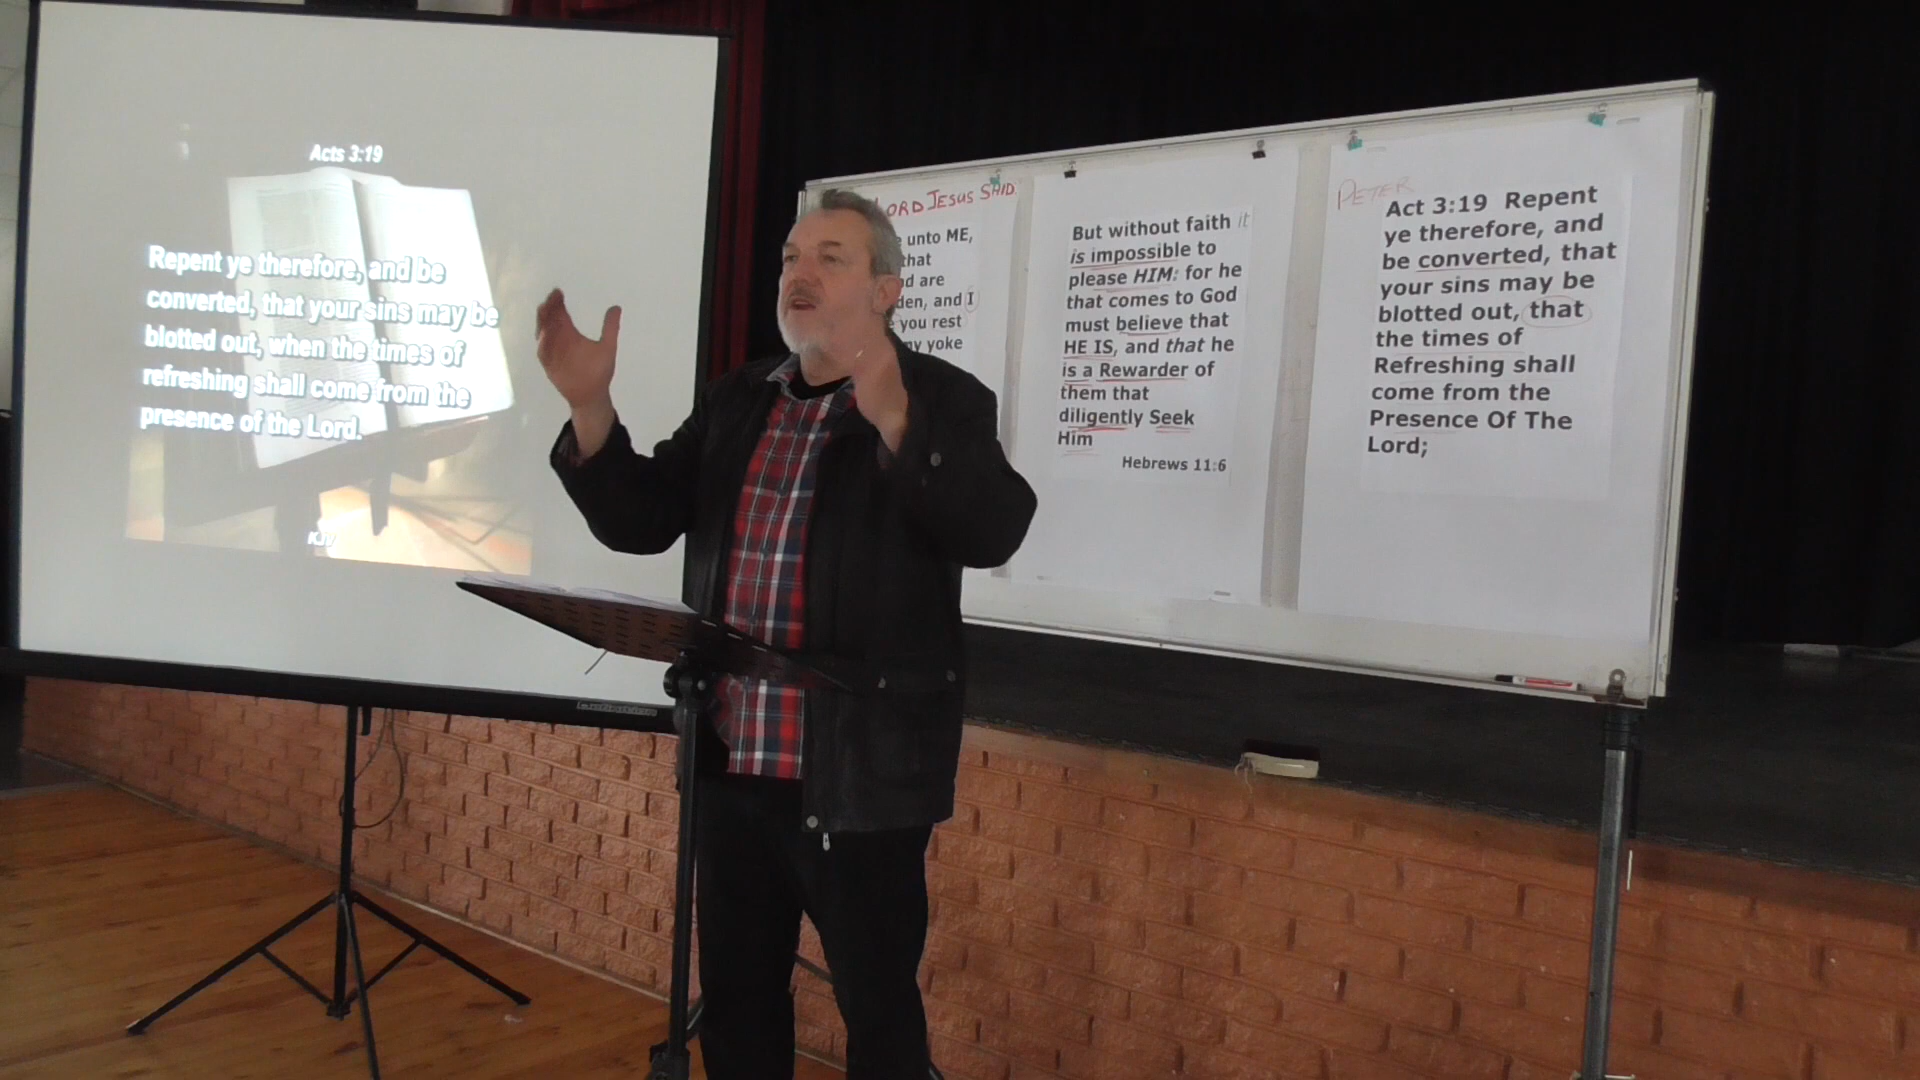 Acts 3:19
Repent ye therefore, and be
converted, that your sins may be
blotted out, when the times of
refreshing shall come from the
presence of the Lord.
KJV
LORD JESUS SAID:
unto ME,
that
are
and I
you rest
my yoke
But without faith it
is impossible to
please HIM: for he
that comes to God
must believe that
HE IS, and that he
is a Rewarder of
them that
diligently Seek
Him
Hebrews 11:6
PETER
Act 3:19 Repent
ye therefore, and
be converted, that
your sins may be
blotted out, that
the times of
Refreshing shall
come from the
Presence Of The
Lord;